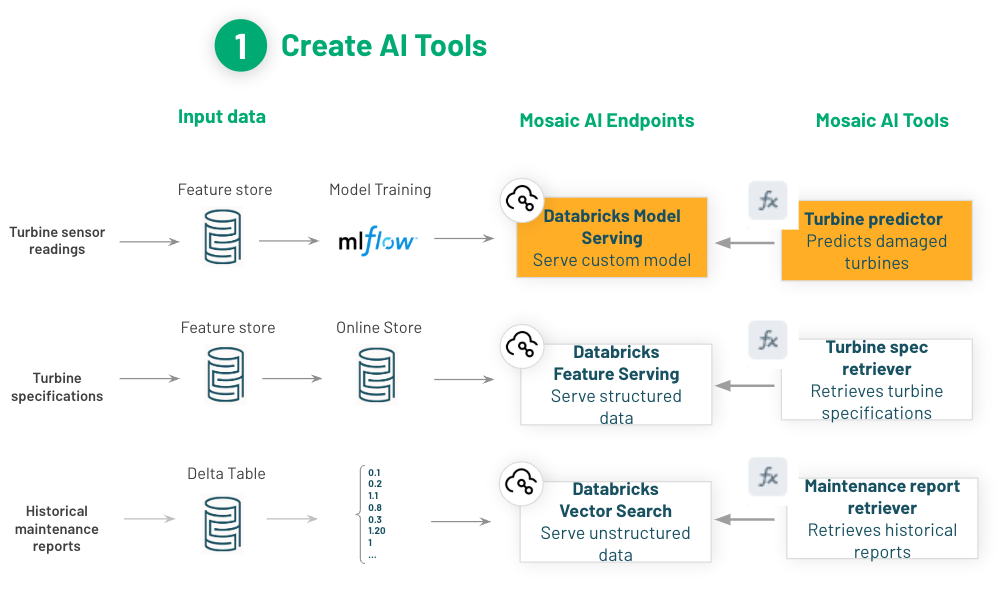 1 Create AI Tools
Input data
Mosaic AI Endpoints
Mosaic AI Tools
Turbine sensor
readings
Feature store
Model Training
mlflow
Databricks Model
Serving
Serve custom model
fx
Turbine predictor
Predicts damaged
turbines
Turbine
specifications
Feature store
Online Store
Databricks
Feature Serving
Serve structured
data
fx
Turbine spec
retriever
Retrieves turbine
specifications
Historical
maintenance
reports
Delta Table
0.1
0.2
1.1
0.8
0.3
1.20
1
...
Databricks
Vector Search
Serve unstructured
data
fx
Maintenance report
retriever
Retrieves historical
reports